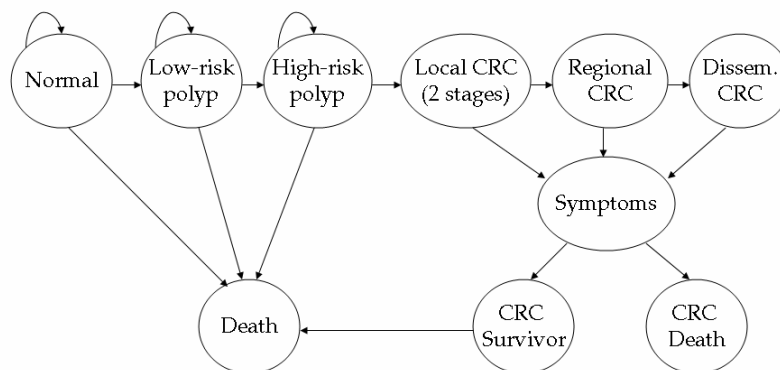 Normal
Low-risk
polyp
High-risk
polyp
Local CRC
(2 stages)
Regional
CRC
Dissem.
CRC
Symptoms
Death
CRC
Survivor
CRC
Death